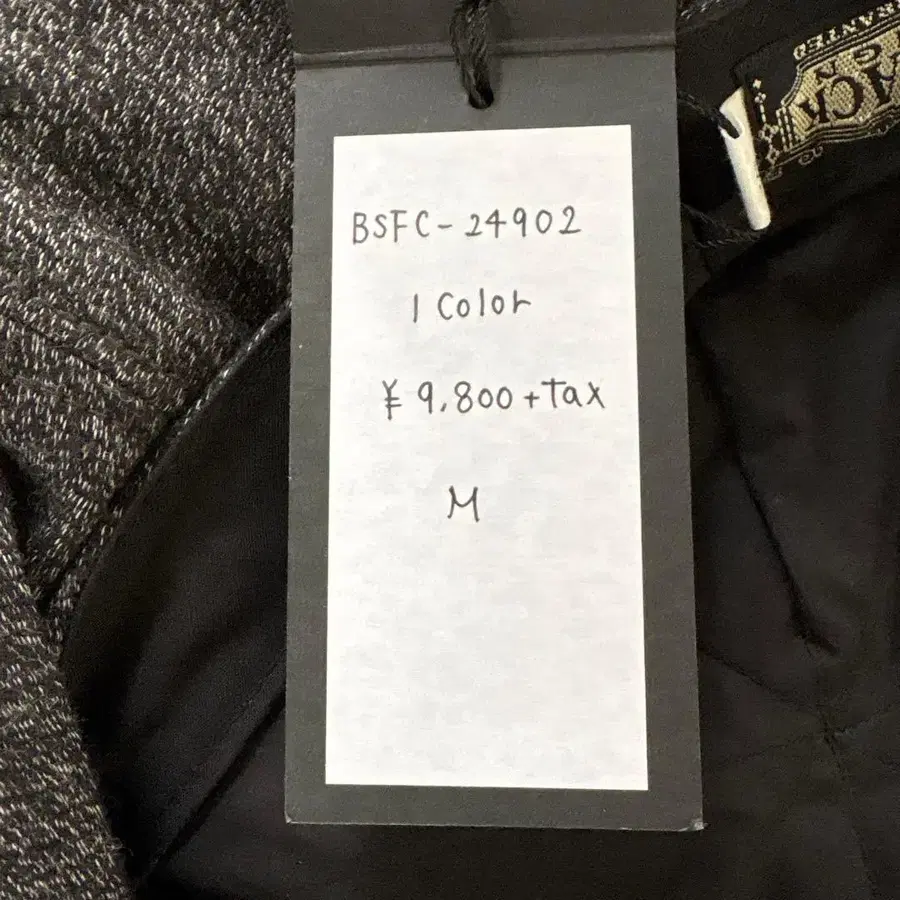 BSFC-24902
1 Color
¥9,800+Tax
M